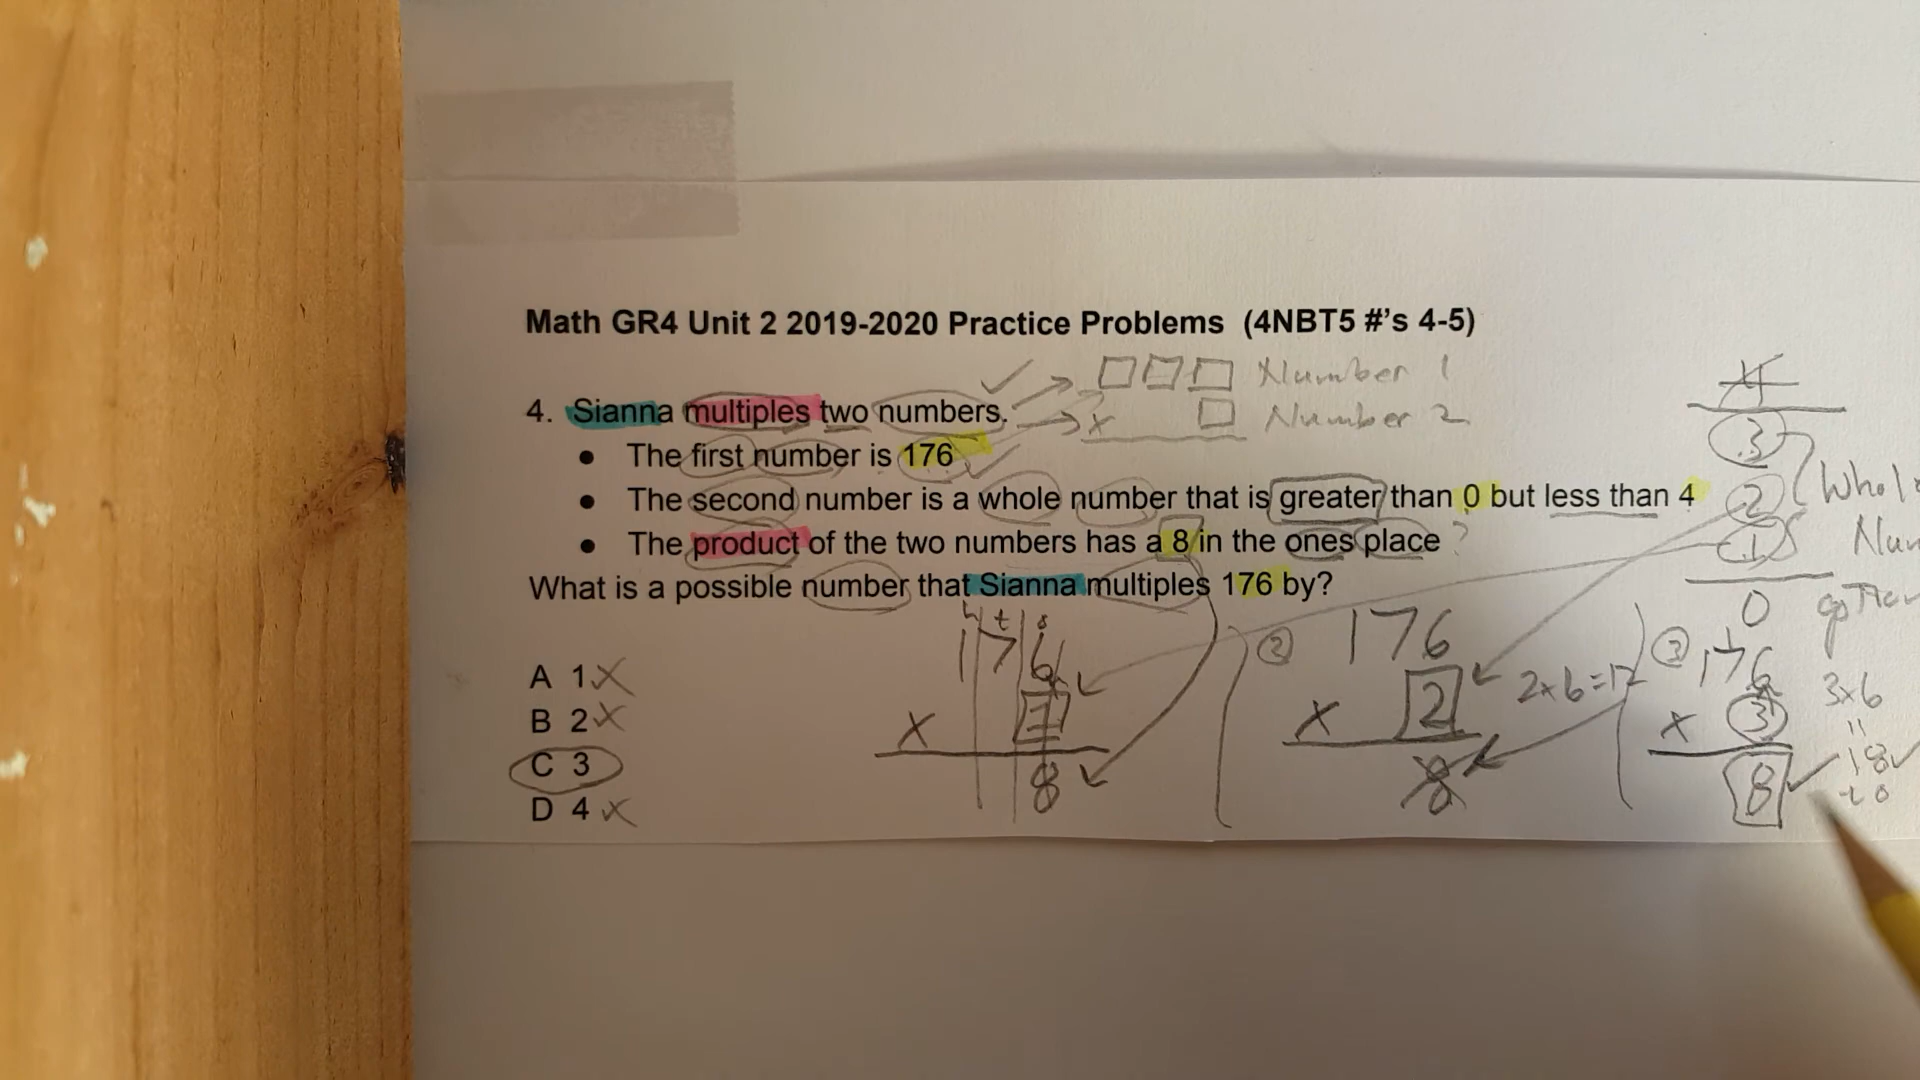 Math GR4 Unit 2 2019-2020 Practice Problems (4NBT5 #'s 4-5)
Number 1
4. Sianna multiples two numbers.
x Number 2
The first number is 176
The second number is a whole number that is greater than 0 but less than 4
The product of the two numbers has a 8 in the ones place ?
What is a possible number that Sianna multiples 176 by?
A 1 X
B 2 X
C 3
D 4 X
h t o
176
x 1
8
② 176
x 2
8
2x6=12
4
3
2
1
0
③ 176
x 3
8
3x6
"
18
t o